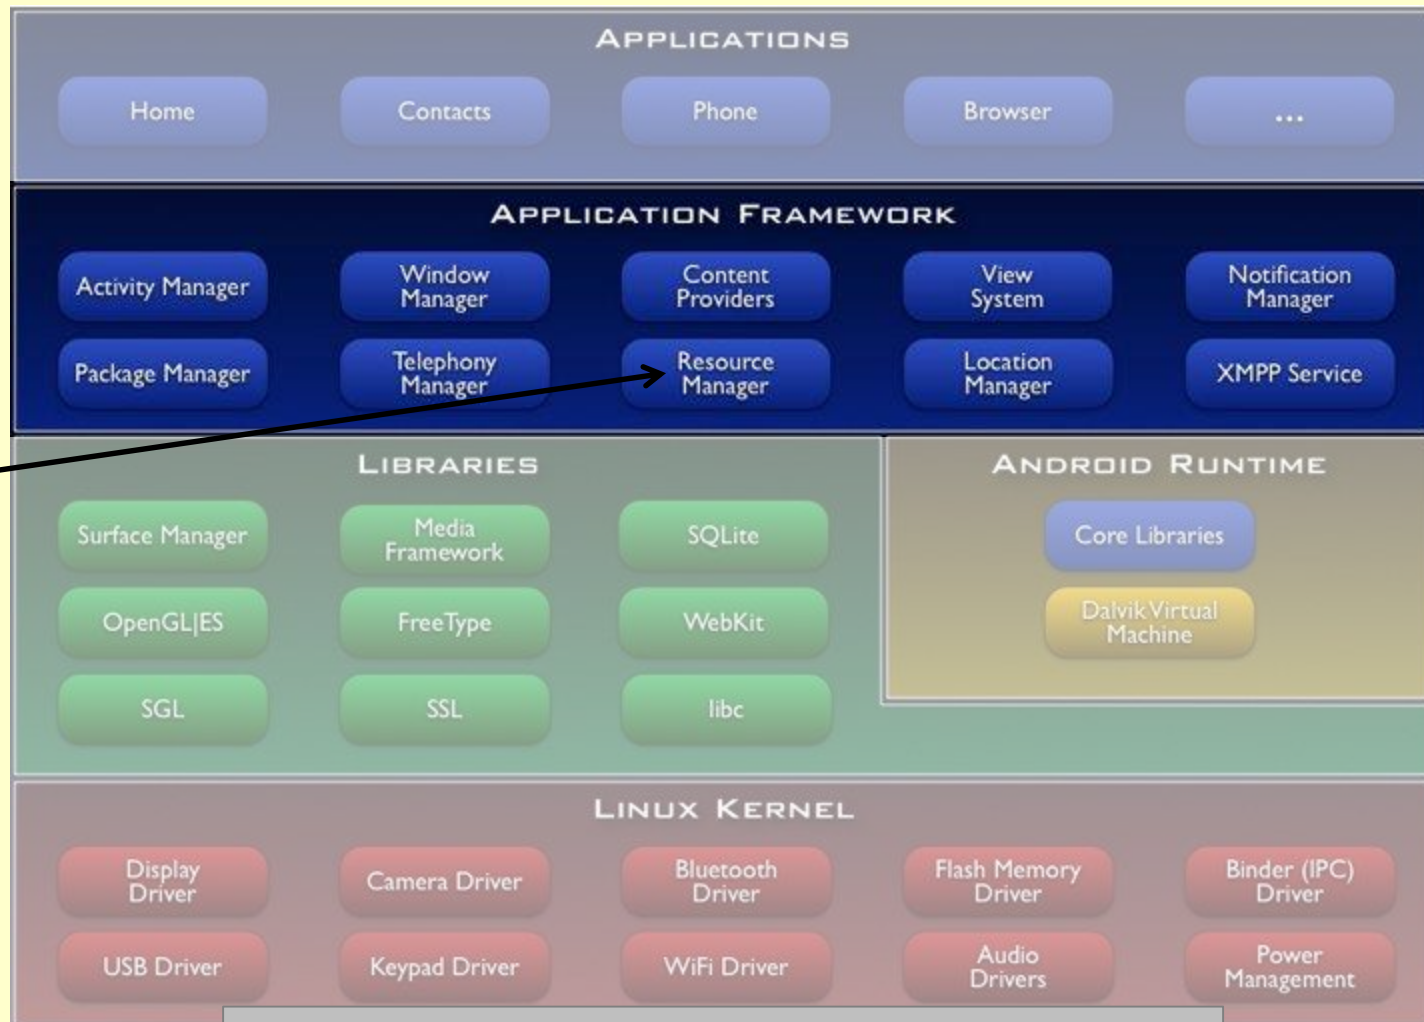 APPLICATIONS
Home
Contacts
Phone
Browser
...
APPLICATION FRAMEWORK
Activity Manager
Window
Manager
Content
Providers
View
System
Notification
Manager
Package Manager
Telephony
Manager
Resource
Manager
Location
Manager
XMPP Service
LIBRARIES
Surface Manager
Media
Framework
SQLite
OpenGL|ES
FreeType
WebKit
SGL
SSL
libc
ANDROID RUNTIME
Core Libraries
Dalvik Virtual
Machine
LINUX KERNEL
Display
Driver
Camera Driver
Bluetooth
Driver
Flash Memory
Driver
Binder (IPC)
Driver
USB Driver
Keypad Driver
WiFi Driver
Audio
Drivers
Power
Management